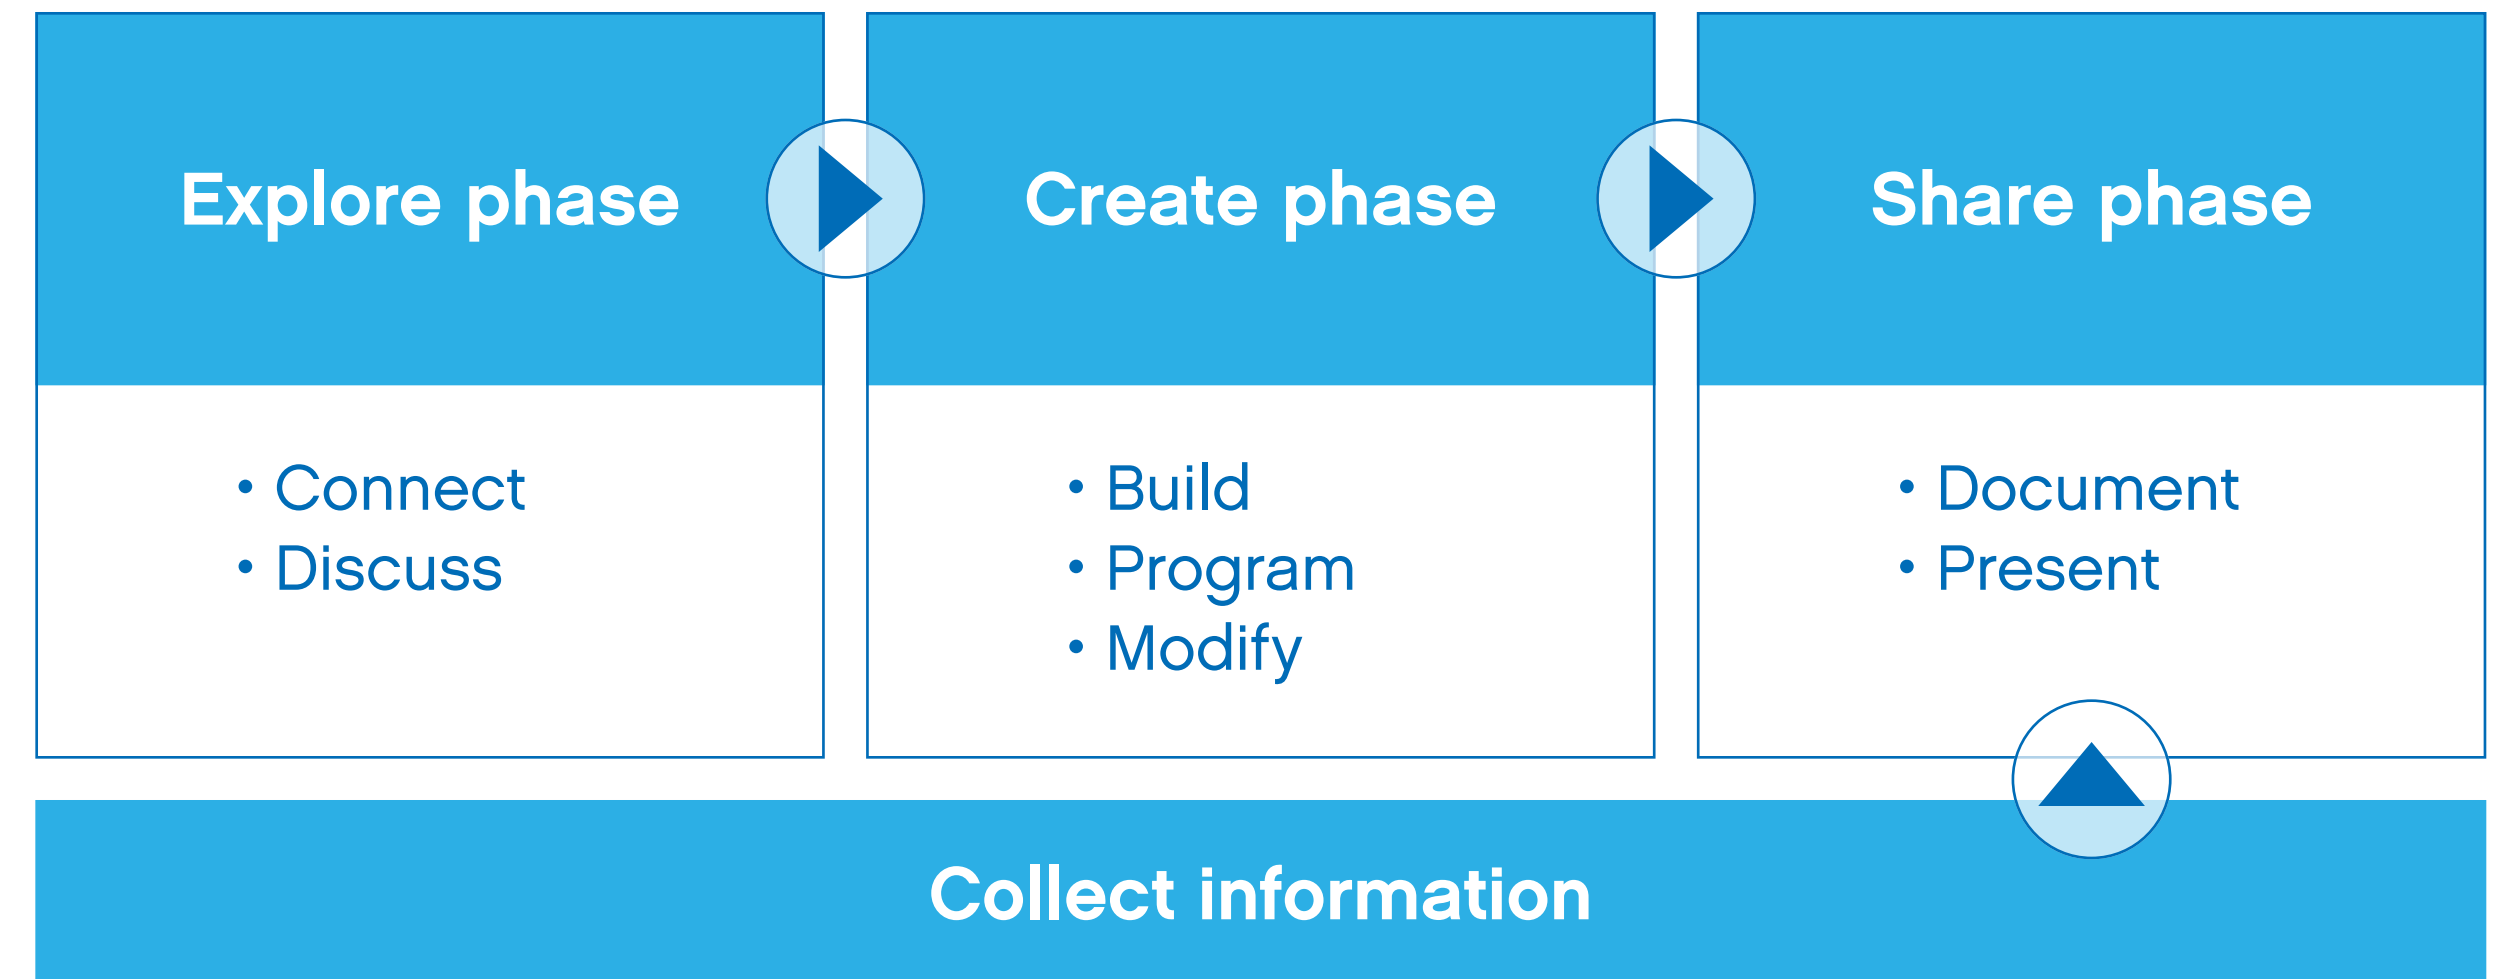 Explore phase
• Connect
• Discuss
Create phase
• Build
• Program
• Modify
Share phase
• Document
• Present
Collect information